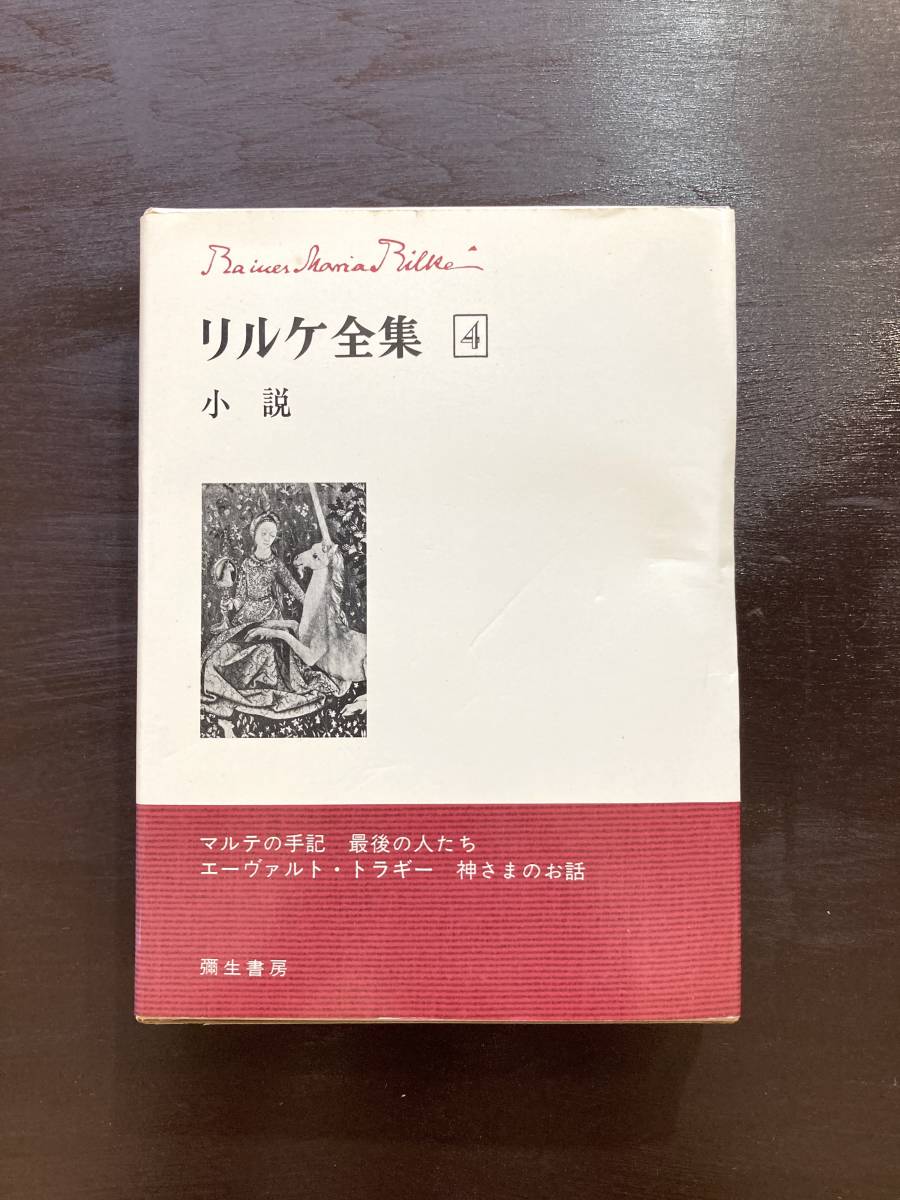 Rainer Maria Rilke
リルケ全集 4
小説
マルテの手記 最後の人たち
エーヴァルト・トラギー 神さまのお話
彌生書房